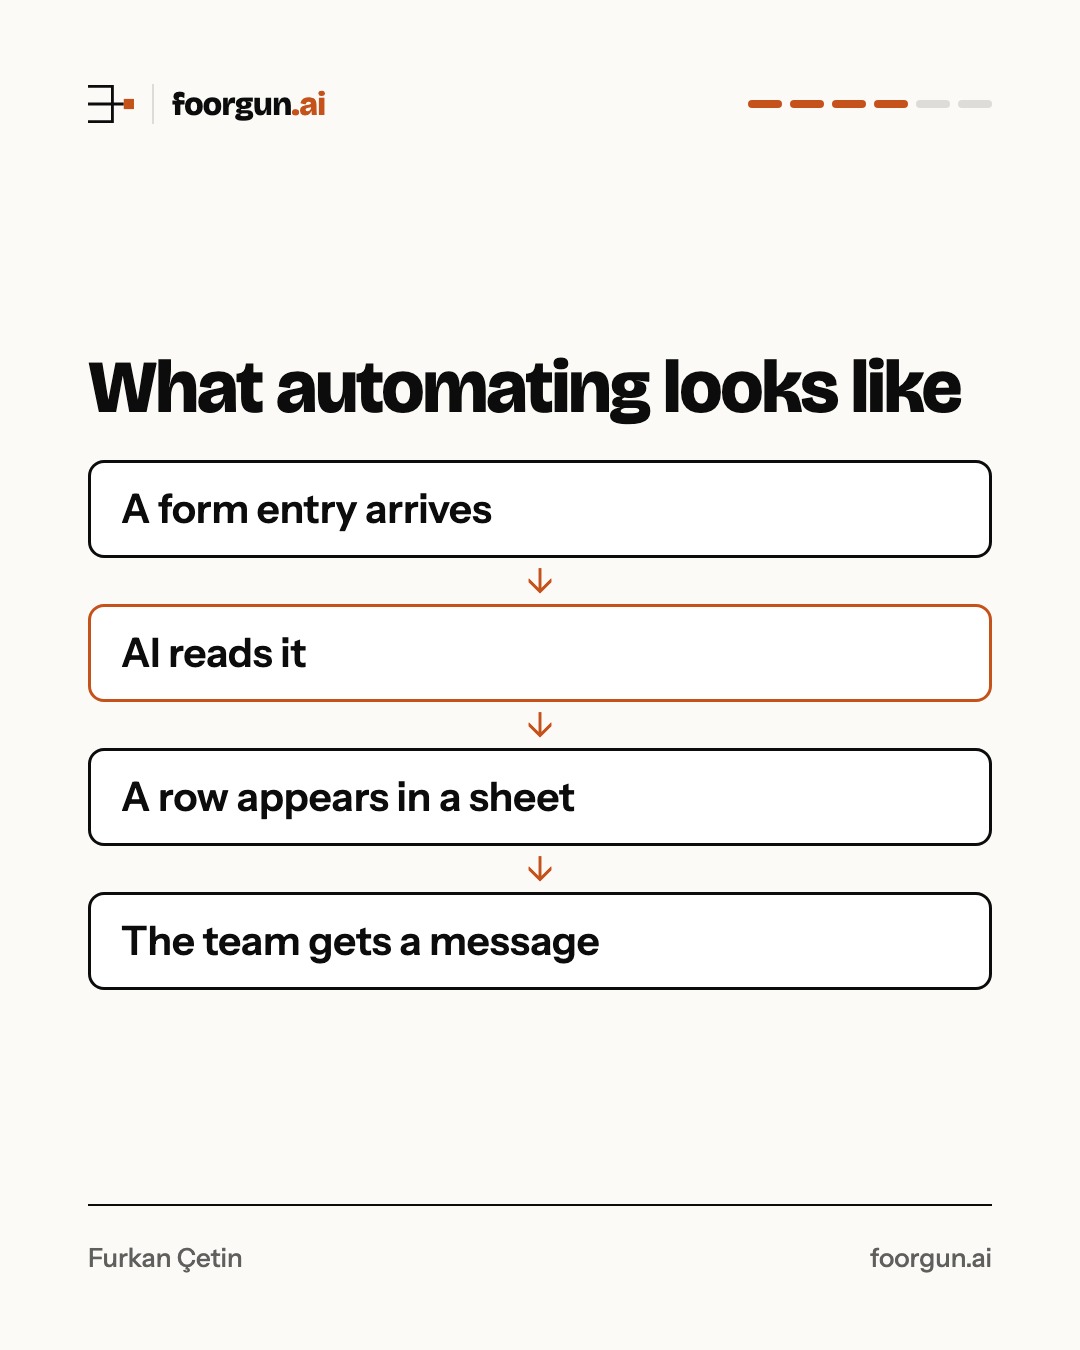 foorgun.ai
What automating looks like
A form entry arrives
AI reads it
A row appears in a sheet
The team gets a message
Furkan Çetin
foorgun.ai